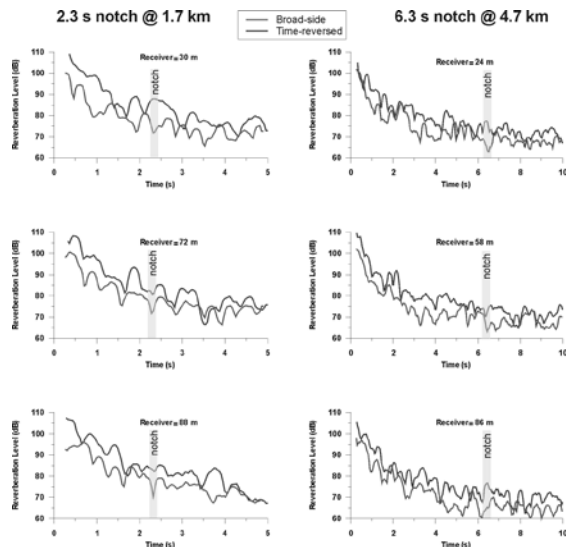 2.3 s notch @ 1.7 km
Broad-side
Time-reversed
6.3 s notch @ 4.7 km
110
100
90
80
70
60
Reverberation Level (dB)
Receiver = 30 m
notch
0 1 2 3 4 5
Time (s)
110
100
90
80
70
60
Reverberation Level (dB)
Receiver = 24 m
notch
0 2 4 6 8 10
Time (s)
110
100
90
80
70
60
Reverberation Level (dB)
Receiver = 72 m
notch
0 1 2 3 4 5
Time (s)
110
100
90
80
70
60
Reverberation Level (dB)
Receiver = 58 m
notch
0 2 4 6 8 10
Time (s)
110
100
90
80
70
60
Reverberation Level (dB)
Receiver = 88 m
notch
0 1 2 3 4 5
Time (s)
110
100
90
80
70
60
Reverberation Level (dB)
Receiver = 86 m
notch
0 2 4 6 8 10
Time (s)